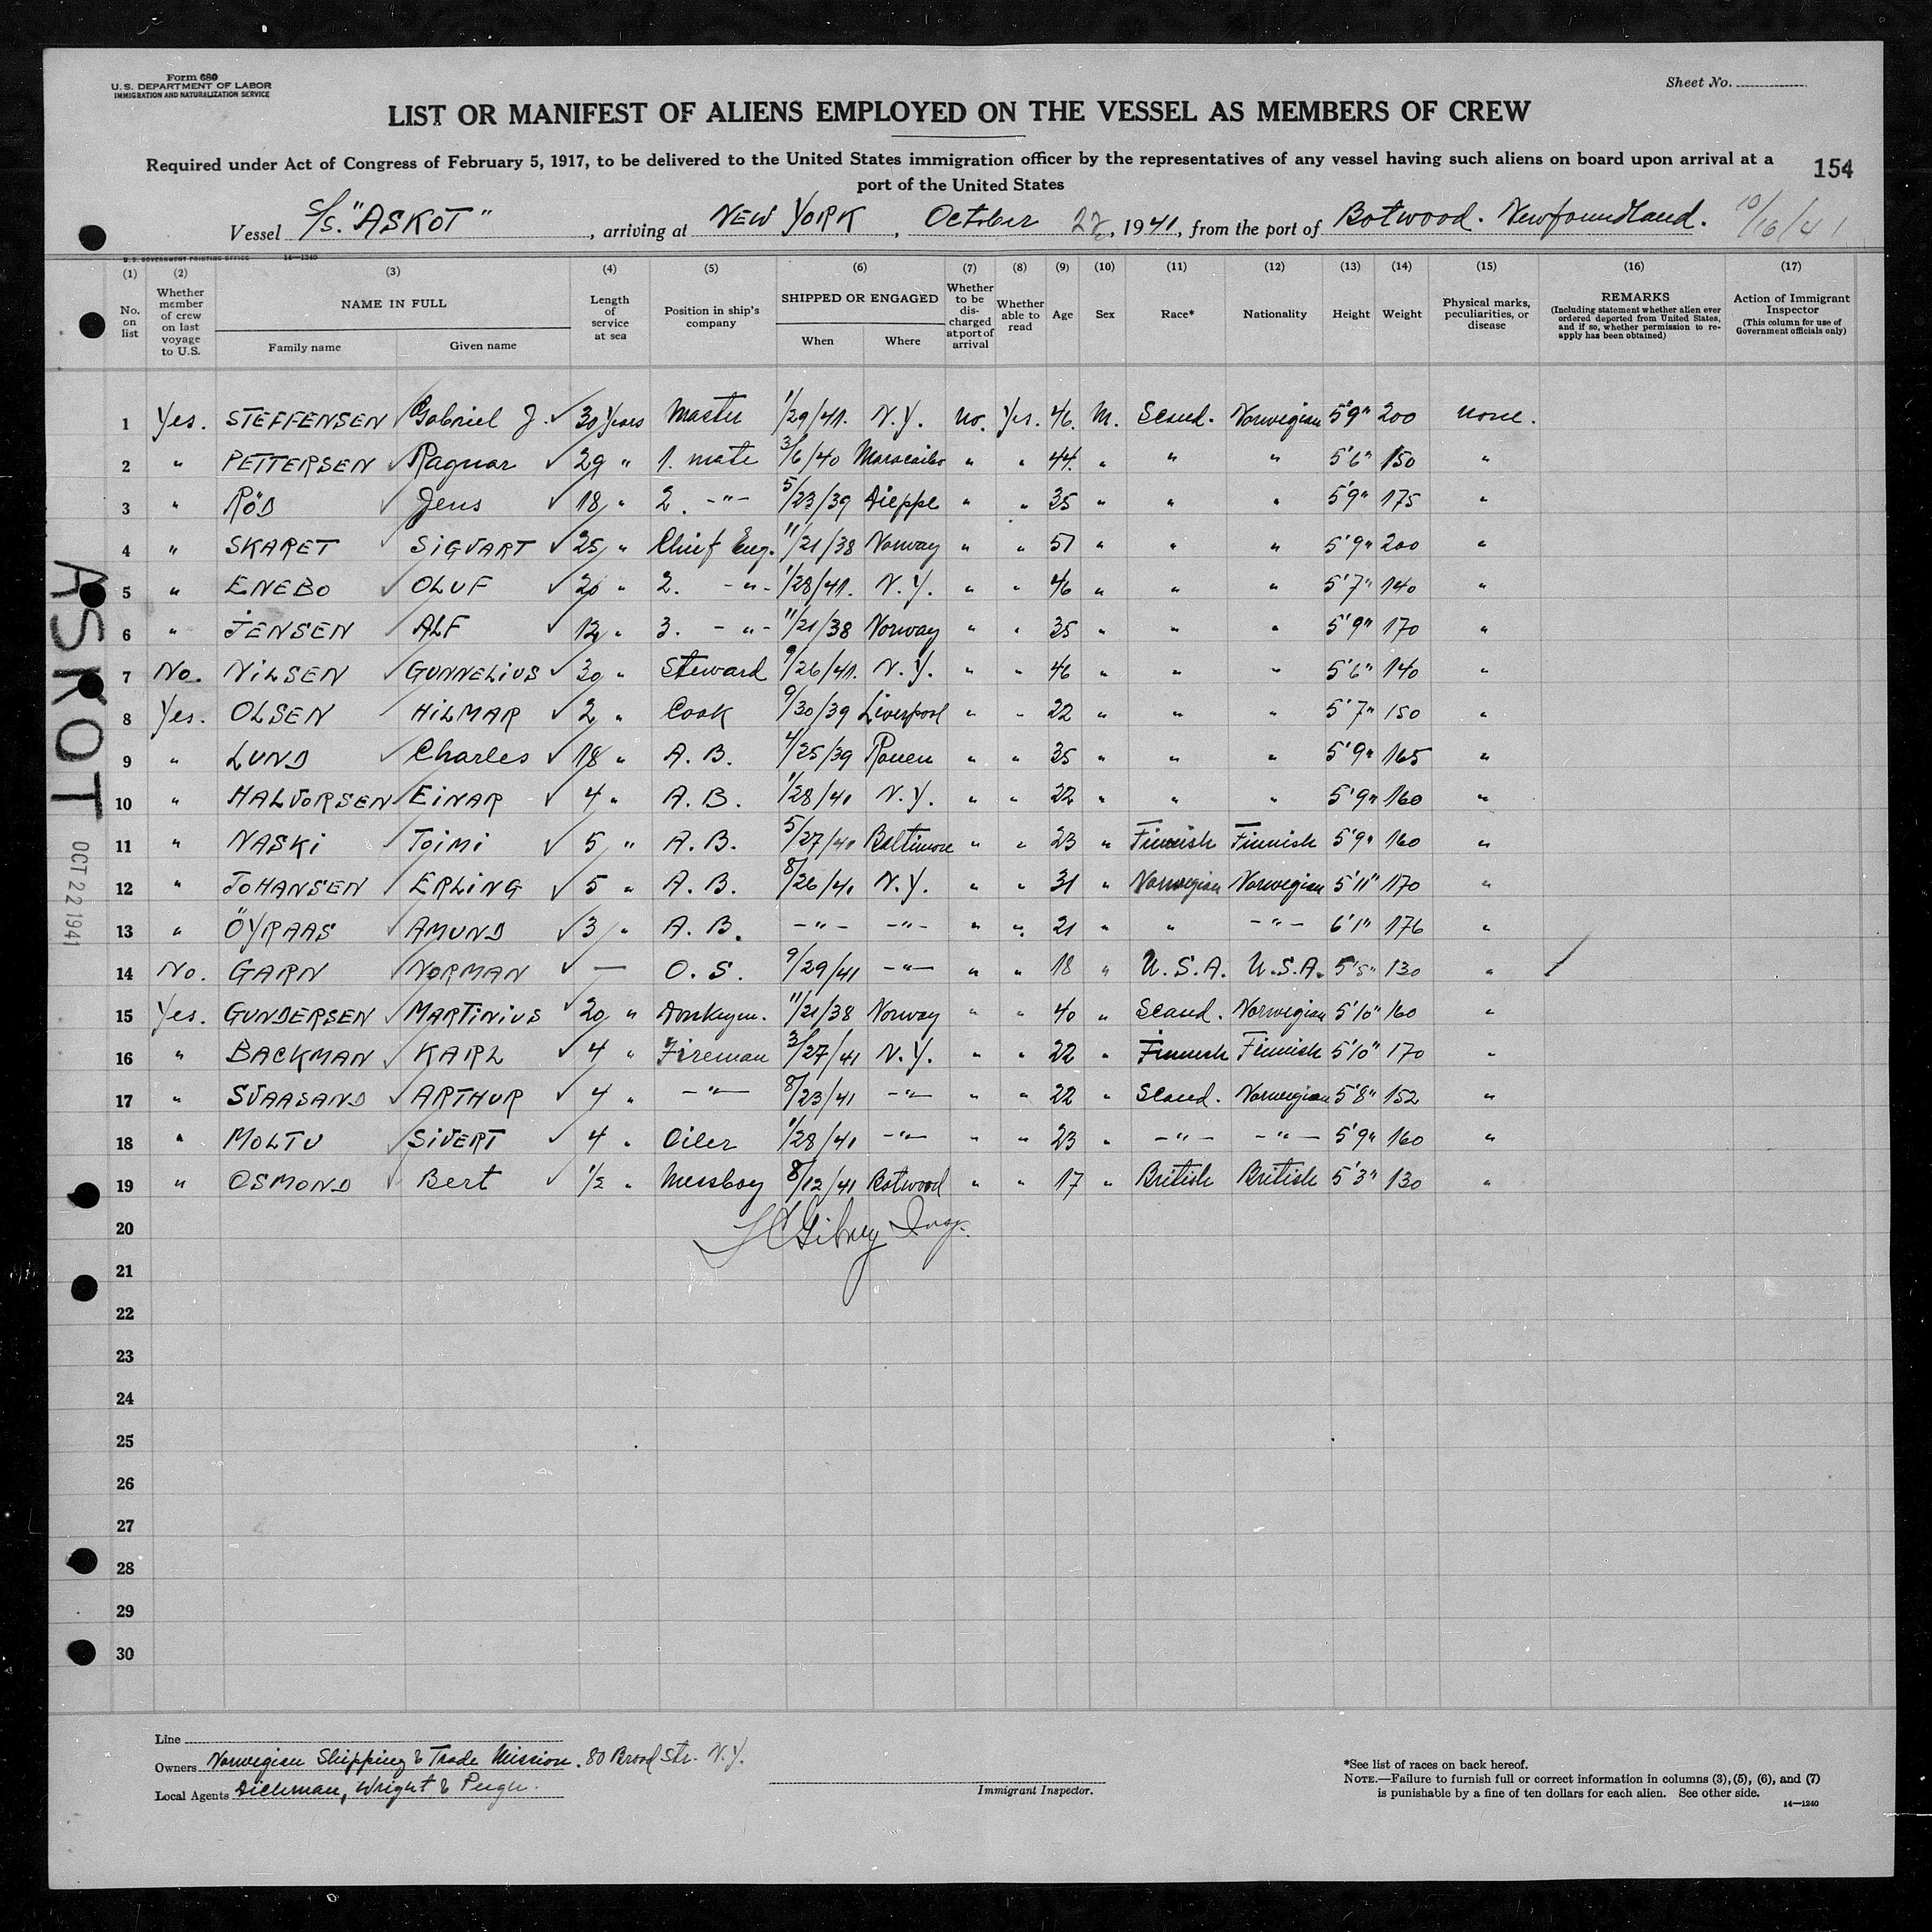 Form 680
U. S. DEPARTMENT OF LABOR
IMMIGRATION AND NATURALIZATION SERVICE
Sheet No.
LIST OR MANIFEST OF ALIENS EMPLOYED ON THE VESSEL AS MEMBERS OF CREW
Required under Act of Congress of February 5, 1917, to be delivered to the United States immigration officer by the representatives of any vessel having such aliens on board upon arrival at a
port of the United States
154
Vessel S/S. "ASKOT", arriving at NEW YORK, October 22, 1941, from the port of Botwood. Newfoundland. 10/16/41
U. S. GOVERNMENT PRINTING OFFICE 14—1240
(1) (2) (3) (4) (5) (6) (7) (8) (9) (10) (11) (12) (13) (14) (15) (16) (17)
No. on list
Whether member of crew on last voyage to U.S.
NAME IN FULL
Family name
Given name
Length of service at sea
Position in ship's company
SHIPPED OR ENGAGED
When
Where
Whether to be discharged at port of arrival
Whether able to read
Age
Sex
Race*
Nationality
Height
Weight
Physical marks, peculiarities, or disease
REMARKS
(Including statement whether alien ever ordered deported from United States, and if so, whether permission to re-apply has been obtained)
Action of Immigrant Inspector
(This column for use of Government officials only)
1 Yes. STEFFENSEN Gabriel J. 30 Years Master 1/29/41. N.Y. No. Yes. 46. M. Scand. Norwegian 5'9" 200 none.
2 " PETTERSEN Ragnar 29 " 1. mate 3/6/40 Maracaibo " " 44. " " " 5'6" 150 "
3 " RÖD Jens 18 " 2. -"- 5/23/39 Dieppe " " 35 " " " 5'9" 175 "
4 " SKARET SIGVART 25 " Chief Eng. 11/21/38 Norway " " 51 " " " 5'9" 200 "
5 " ENEBO OLUF 20 " 2. -"- 1/28/41. N.Y. " " 46 " " " 5'7" 140 "
6 " JENSEN ALF 12 " 3. -"- 11/21/38 Norway " " 35 " " " 5'9" 170 "
7 No. NILSEN GUNNELIUS 30 " Steward 9/26/41. N.Y. " " 46 " " " 5'6" 140 "
8 Yes. OLSEN HILMAR 2 " Cook 9/30/39 Liverpool " " 22 " " " 5'7" 150 "
9 " LUND Charles 18 " A.B. 4/25/39 Rouen " " 35 " " " 5'9" 165 "
10 " HALVORSEN EINAR 4 " A.B. 1/28/41 N.Y. " " 22 " " " 5'9" 160 "
11 " NASKI TOIMI 5 " A.B. 5/27/41 Baltimore " " 23 " Finnish Finnish 5'9" 160 "
12 " JOHANSEN ERLING 5 " A.B. 8/26/41 N.Y. " " 31 " Norwegian Norwegian 5'11" 170 "
13 " ÖYRAAS AMUND 3 " A.B. -"- -"- " " 21 " " -"- 6'1" 176 "
14 No. GARN NORMAN — O.S. 9/29/41 -"- " " 18 " U.S.A. U.S.A. 5'5" 130 "
15 Yes. GUNDERSEN MARTINIUS 20 " Donkeym. 11/21/38 Norway " " 40 " Scand. Norwegian 5'10" 160 "
16 " BACKMAN KARL 4 " Fireman 3/27/41 N.Y. " " 22 " Finnish Finnish 5'10" 170 "
17 " SVAASAND ARTHUR 4 " -"- 8/23/41 -"- " " 22 " Scand. Norwegian 5'8" 152 "
18 " MOLTU SIVERT 4 " Oiler 1/28/41 -"- " " 23 " -"- -"- 5'9" 160 "
19 " OSMOND Bert 1/2 " Messboy 8/12/41 Botwood " " 17 " British British 5'3" 130 "
20
21
22
23
24
25
26
27
28
29
30
ASKOT
OCT 22 1941
Line
Owners Norwegian Shipping & Trade Mission. 80 Broad Str. N.Y.
Local Agents Dichman, Wright & Pugh.
Immigrant Inspector.
*See list of races on back hereof.
NOTE.—Failure to furnish full or correct information in columns (3), (5), (6), and (7)
is punishable by a fine of ten dollars for each alien. See other side.
14—1240